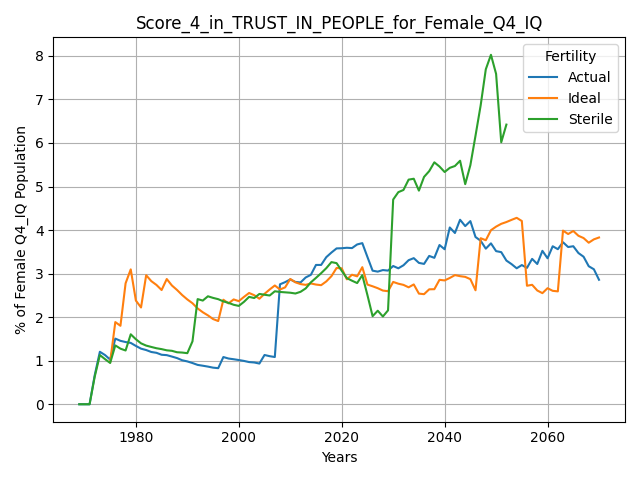 Score_4_in_TRUST_IN_PEOPLE_for_Female_Q4_IQ
% of Female Q4_IQ Population
8
7
6
5
4
3
2
1
0
Fertility
Actual
Ideal
Sterile
1980
2000
2020
2040
2060
Years